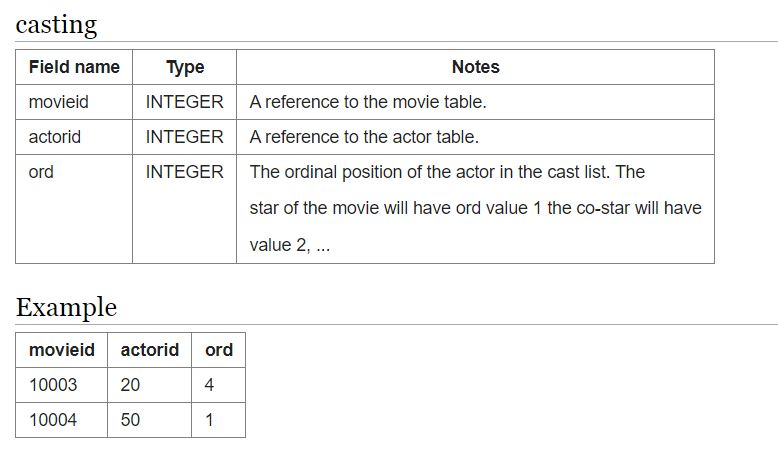 casting
Field name Type Notes
movieid INTEGER A reference to the movie table.
actorid INTEGER A reference to the actor table.
ord INTEGER The ordinal position of the actor in the cast list. The
star of the movie will have ord value 1 the co-star will have
value 2, ...
Example
movieid actorid ord
10003 20 4
10004 50 1